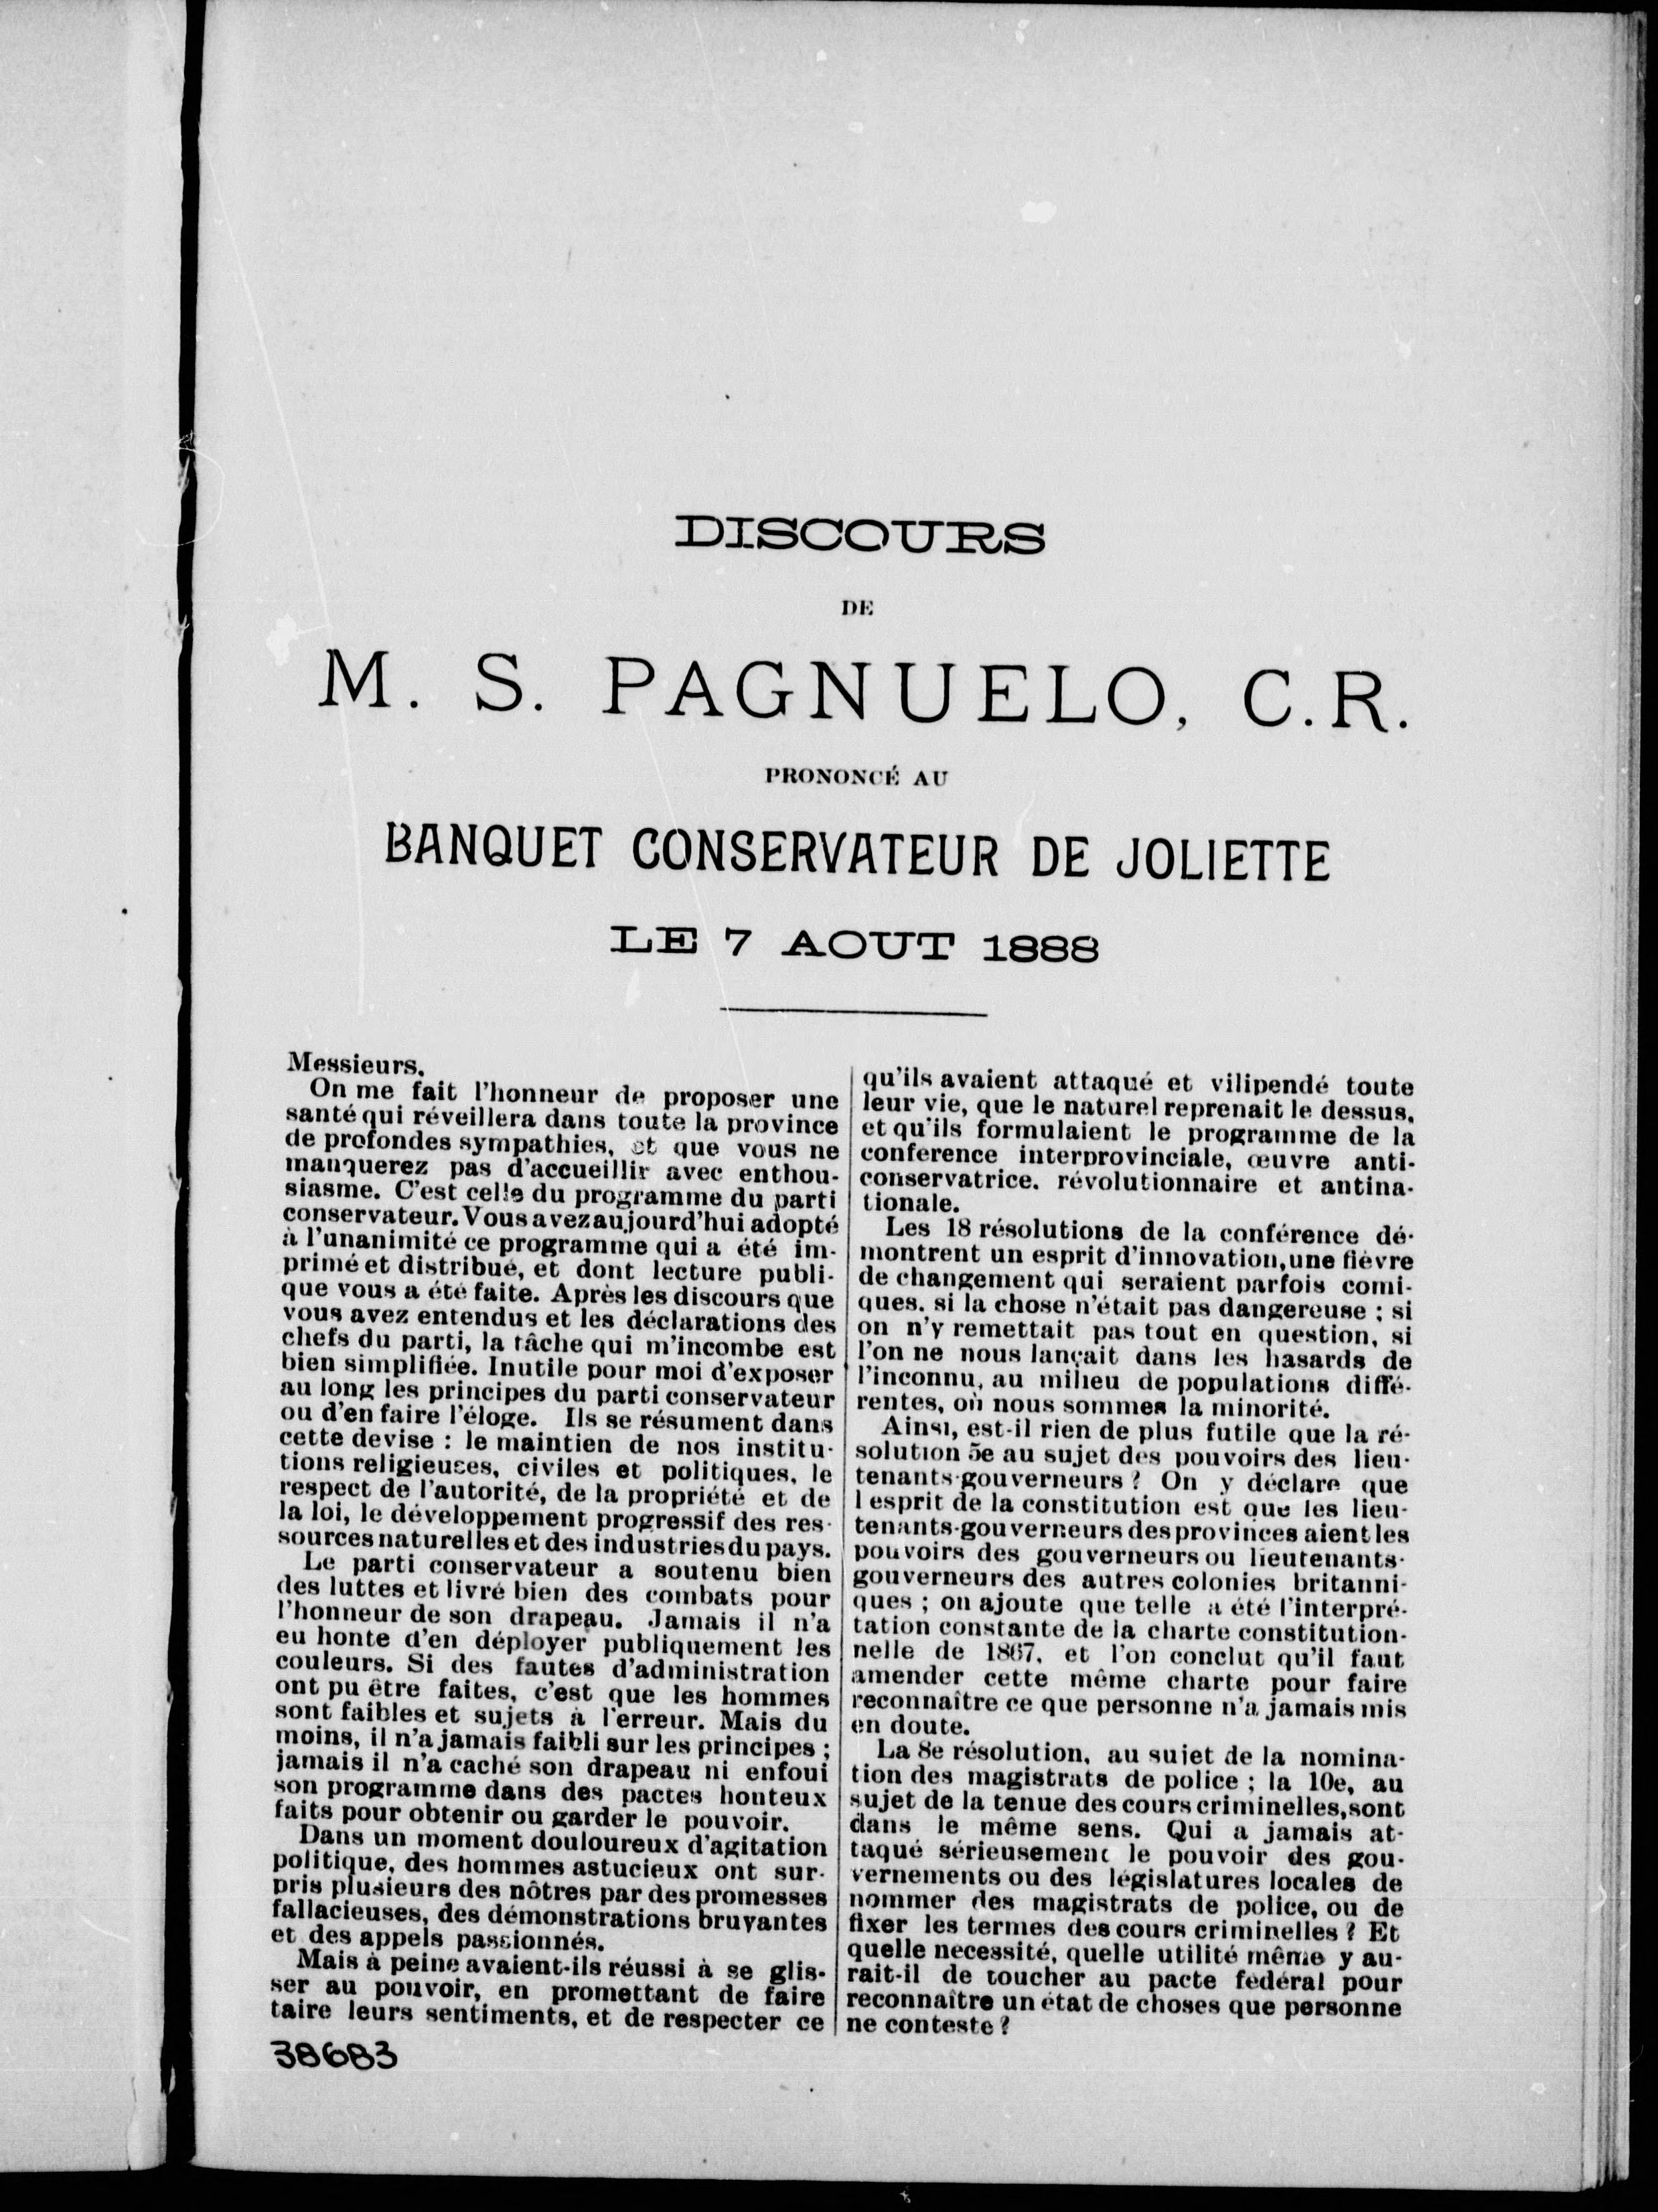 DISCOURS
DE
M. S. PAGNUELO, C.R.
PRONONCÉ AU
BANQUET CONSERVATEUR DE JOLIETTE
LE 7 AOUT 1888
Messieurs,
On me fait l'honneur de proposer une
santé qui réveillera dans toute la province
de profondes sympathies, et que vous ne
manquerez pas d'accueillir avec enthou-
siasme. C'est celle du programme du parti
conservateur. Vous avez aujourd'hui adopté
à l'unanimité ce programme qui a été im-
primé et distribué, et dont lecture publi-
que vous a été faite. Après les discours que
vous avez entendus et les déclarations des
chefs du parti, la tâche qui m'incombe est
bien simplifiée. Inutile pour moi d'exposer
au long les principes du parti conservateur
ou d'en faire l'éloge. Ils se résument dans
cette devise : le maintien de nos institu-
tions religieuses, civiles et politiques, le
respect de l'autorité, de la propriété et de
la loi, le développement progressif des res-
sources naturelles et des industries du pays.
Le parti conservateur a soutenu bien
des luttes et livré bien des combats pour
l'honneur de son drapeau. Jamais il n'a
eu honte d'en déployer publiquement les
couleurs. Si des fautes d'administration
ont pu être faites, c'est que les hommes
sont faibles et sujets à l'erreur. Mais du
moins, il n'a jamais faibli sur les principes ;
jamais il n'a caché son drapeau ni enfoui
son programme dans des pactes honteux
faits pour obtenir ou garder le pouvoir.
Dans un moment douloureux d'agitation
politique, des hommes astucieux ont sur-
pris plusieurs des nôtres par des promesses
fallacieuses, des démonstrations bruyantes
et des appels passionnés.
Mais à peine avaient-ils réussi à se glis-
ser au pouvoir, en promettant de faire
taire leurs sentiments, et de respecter ce
38683
qu'ils avaient attaqué et vilipendé toute
leur vie, que le naturel reprenait le dessus,
et qu'ils formulaient le programme de la
conference interprovinciale, œuvre anti-
conservatrice. révolutionnaire et antina-
tionale.
Les 18 résolutions de la conférence dé-
montrent un esprit d'innovation, une fièvre
de changement qui seraient parfois comi-
ques. si la chose n'était pas dangereuse ; si
on n'y remettait pas tout en question, si
l'on ne nous lançait dans les hasards de
l'inconnu, au milieu de populations diffé-
rentes, où nous sommes la minorité.
Ainsi, est-il rien de plus futile que la ré-
solution 5e au sujet des pouvoirs des lieu-
tenants-gouverneurs ? On y déclare que
l esprit de la constitution est que les lieu-
tenants-gouverneurs des provinces aient les
pouvoirs des gouverneurs ou lieutenants-
gouverneurs des autres colonies britanni-
ques ; on ajoute que telle a été l'interpré-
tation constante de la charte constitution-
nelle de 1867, et l'on conclut qu'il faut
amender cette même charte pour faire
reconnaître ce que personne n'a jamais mis
en doute.
La 8e résolution, au sujet de la nomina-
tion des magistrats de police ; la 10e, au
sujet de la tenue des cours criminelles, sont
dans le même sens. Qui a jamais at-
taqué sérieusement le pouvoir des gou-
vernements ou des législatures locales de
nommer des magistrats de police, ou de
fixer les termes des cours criminelles ? Et
quelle necessité, quelle utilité même y au-
rait-il de toucher au pacte fédéral pour
reconnaître un état de choses que personne
ne conteste ?